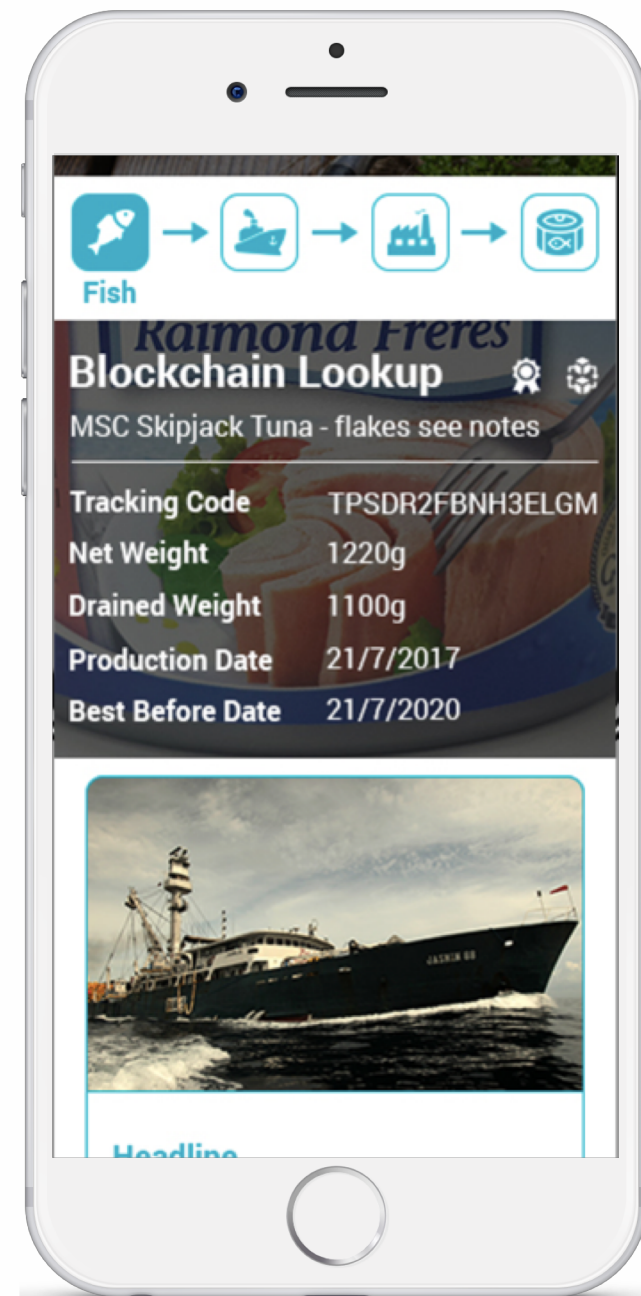 Fish
Raimond Freres
Blockchain Lookup
MSC Skipjack Tuna - flakes see notes
Tracking Code TPSDR2FBNH3ELGM
Net Weight 1220g
Drained Weight 1100g
Production Date 21/7/2017
Best Before Date 21/7/2020
Headline